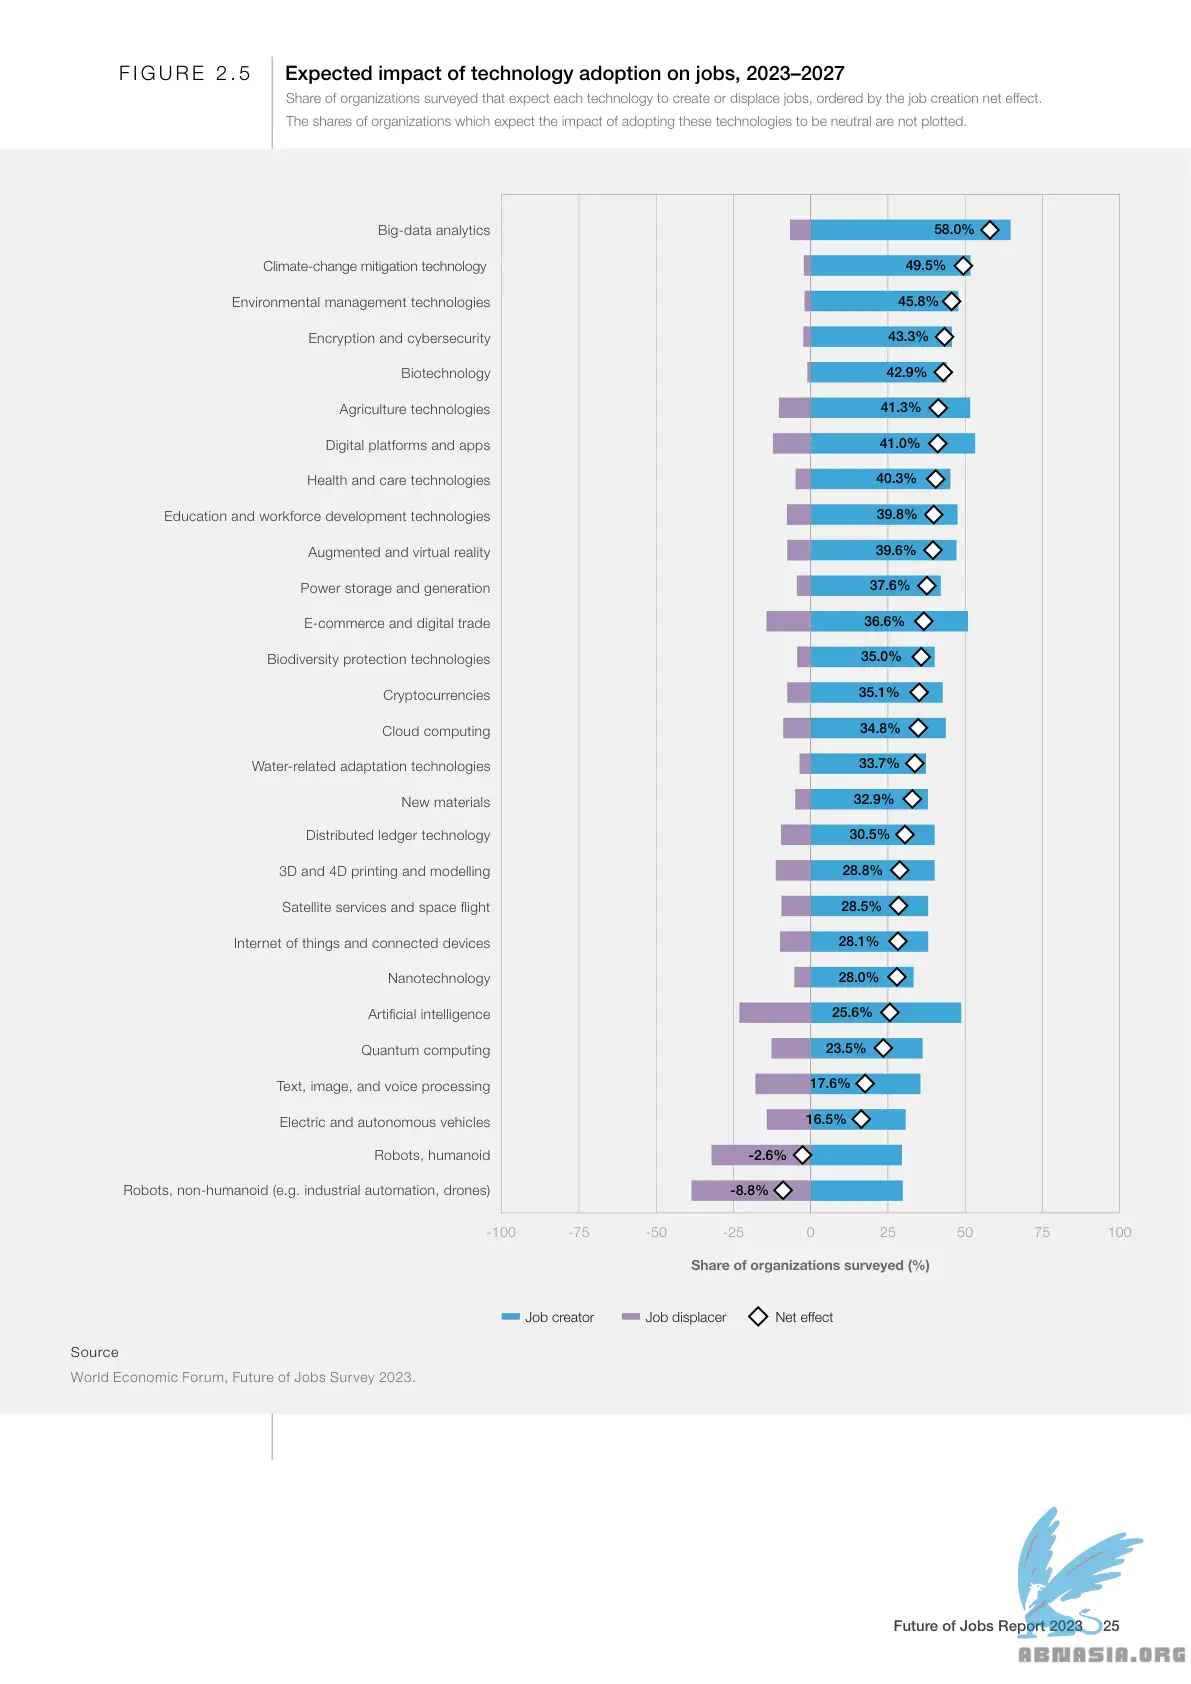 FIGURE 2.5
Expected impact of technology adoption on jobs, 2023–2027
Share of organizations surveyed that expect each technology to create or displace jobs, ordered by the job creation net effect.
The shares of organizations which expect the impact of adopting these technologies to be neutral are not plotted.
Big-data analytics 58.0%
Climate-change mitigation technology 49.5%
Environmental management technologies 45.8%
Encryption and cybersecurity 43.3%
Biotechnology 42.9%
Agriculture technologies 41.3%
Digital platforms and apps 41.0%
Health and care technologies 40.3%
Education and workforce development technologies 39.8%
Augmented and virtual reality 39.6%
Power storage and generation 37.6%
E-commerce and digital trade 36.6%
Biodiversity protection technologies 35.0%
Cryptocurrencies 35.1%
Cloud computing 34.8%
Water-related adaptation technologies 33.7%
New materials 32.9%
Distributed ledger technology 30.5%
3D and 4D printing and modelling 28.8%
Satellite services and space flight 28.5%
Internet of things and connected devices 28.1%
Nanotechnology 28.0%
Artificial intelligence 25.6%
Quantum computing 23.5%
Text, image, and voice processing 17.6%
Electric and autonomous vehicles 16.5%
Robots, humanoid -2.6%
Robots, non-humanoid (e.g. industrial automation, drones) -8.8%
-100 -75 -50 -25 0 25 50 75 100
Share of organizations surveyed (%)
Job creator Job displacer Net effect
Source
World Economic Forum, Future of Jobs Survey 2023.
Future of Jobs Report 2023 25
ABNASIA.ORG